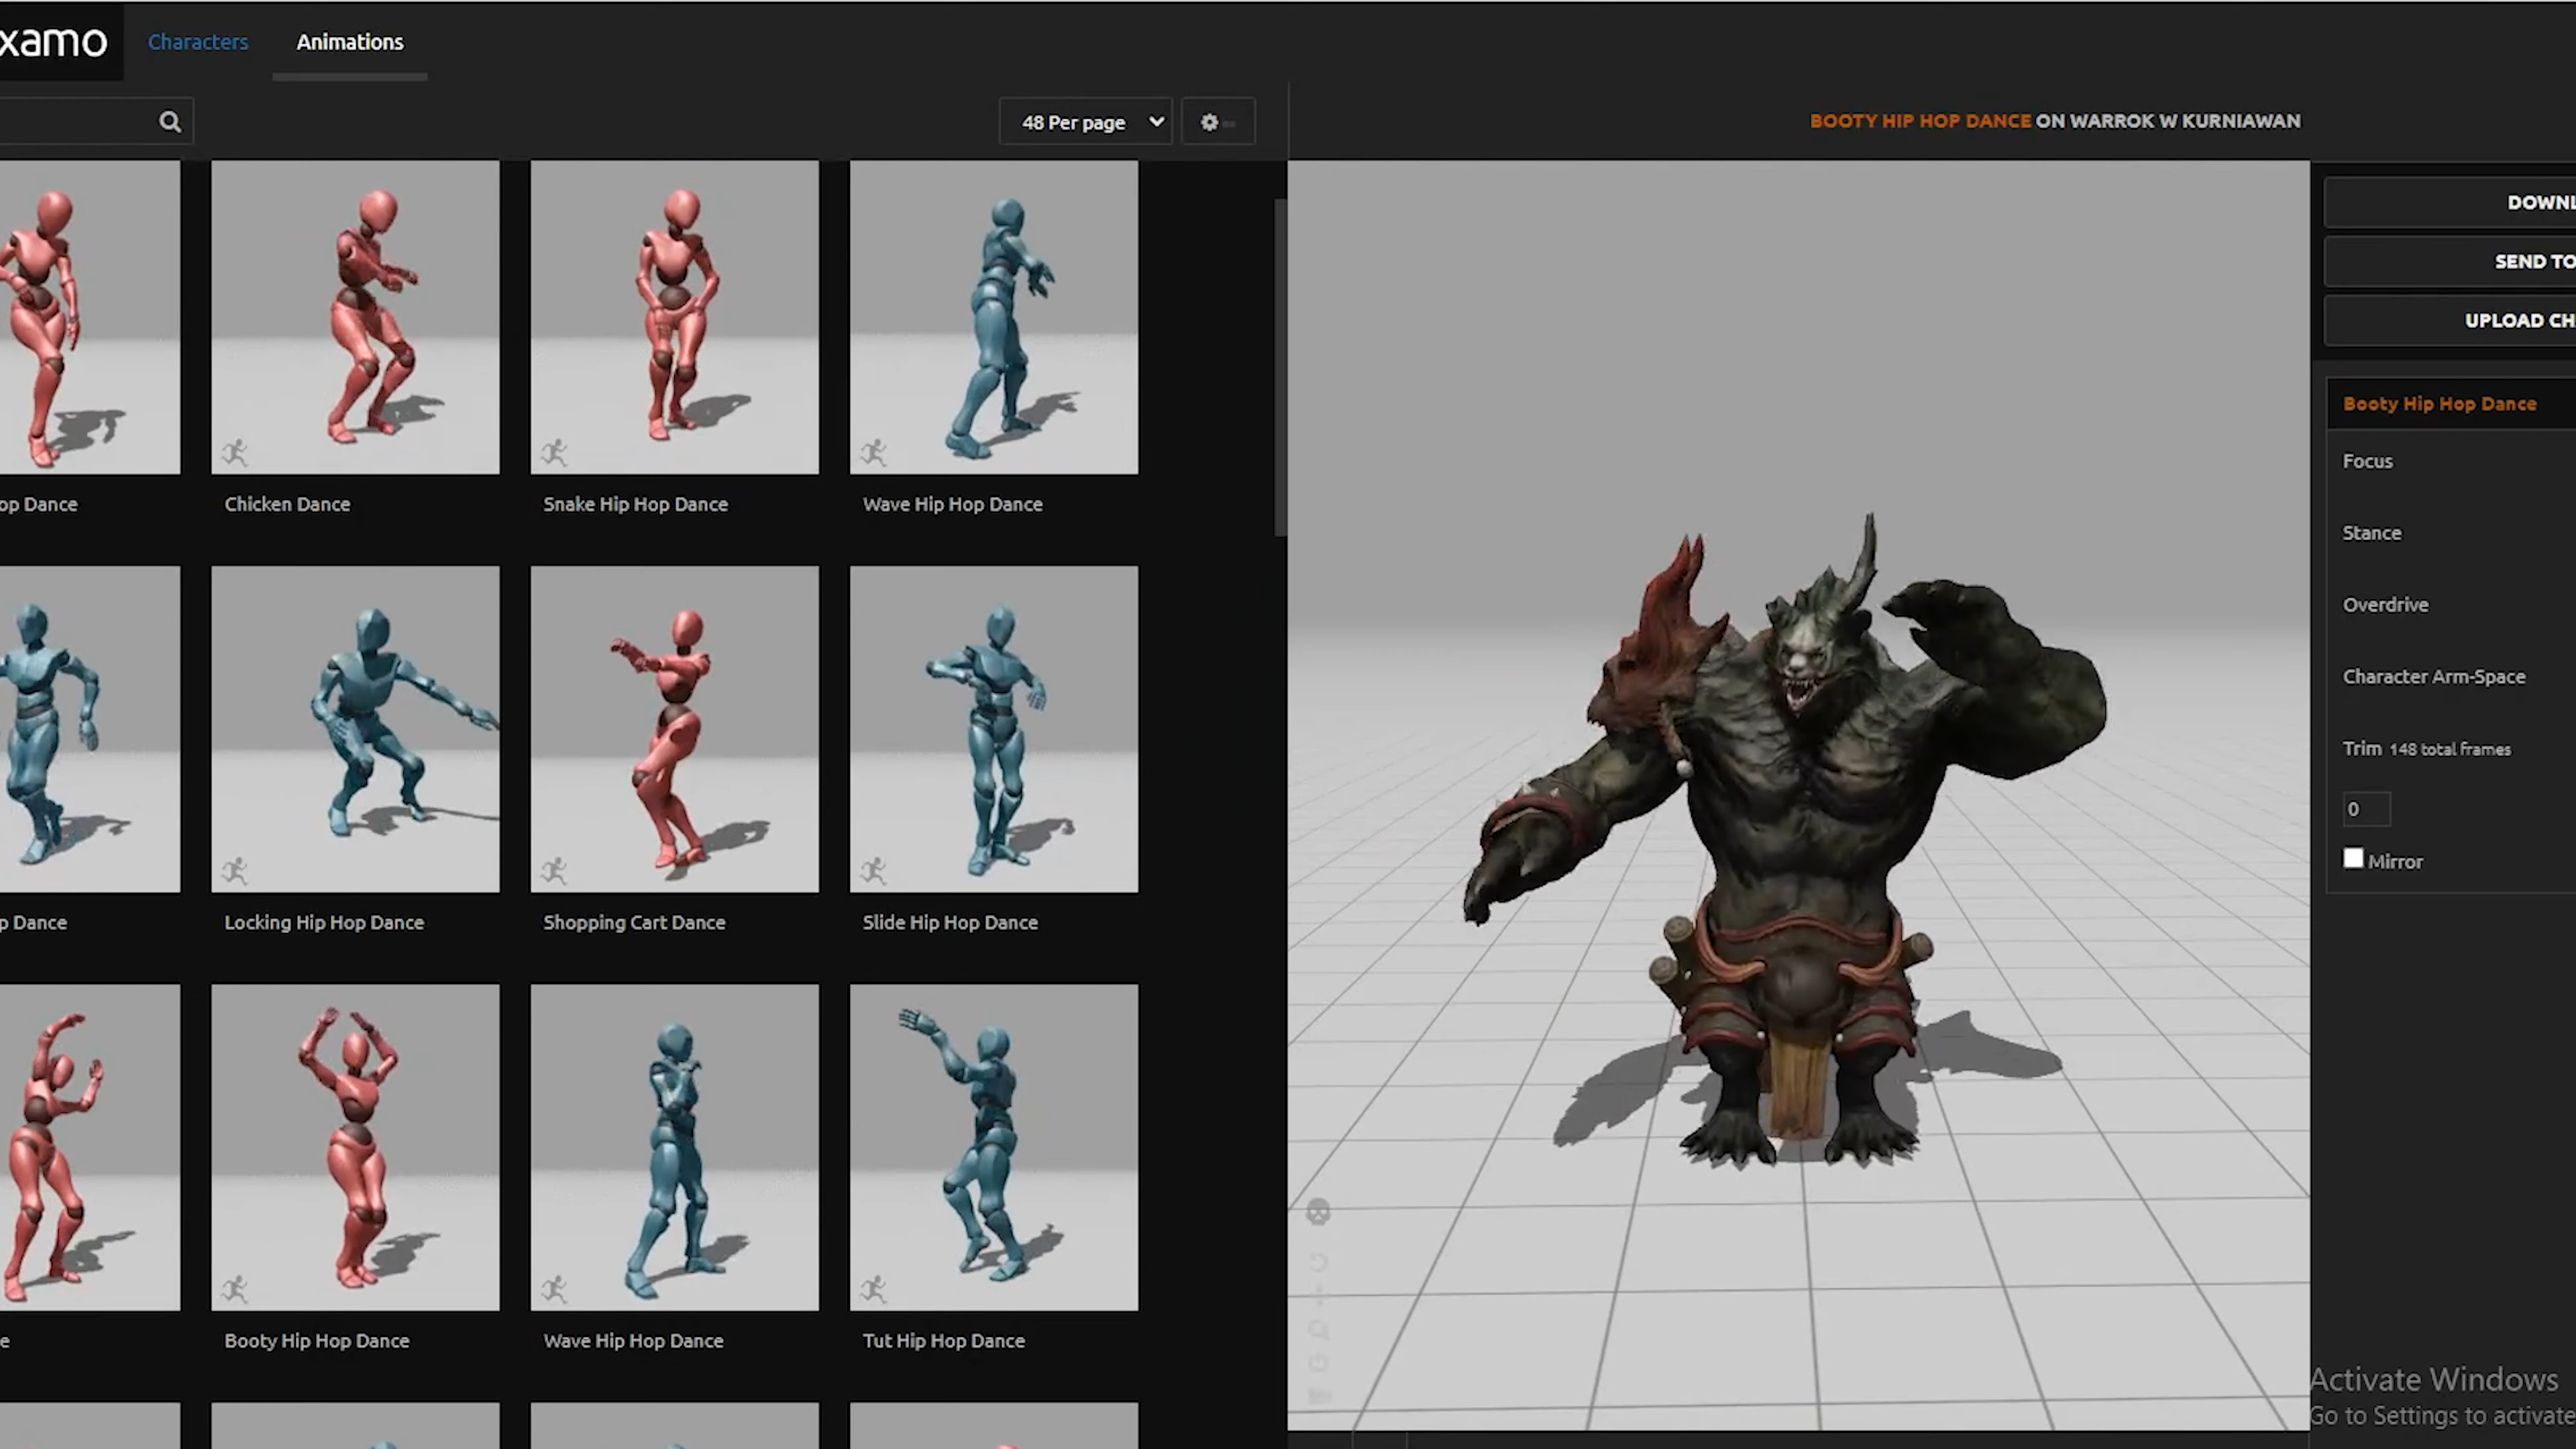 xamo
Characters
Animations
48 Per page
BOOTY HIP HOP DANCE ON WARROK W KURNIAWAN
DOWNL
SEND TO
UPLOAD CH
op Dance
Chicken Dance
Snake Hip Hop Dance
Wave Hip Hop Dance
Booty Hip Hop Dance
Focus
Stance
Overdrive
Character Arm-Space
Trim 148 total frames
0
Mirror
p Dance
Locking Hip Hop Dance
Shopping Cart Dance
Slide Hip Hop Dance
e
Booty Hip Hop Dance
Wave Hip Hop Dance
Tut Hip Hop Dance
Activate Windows
Go to Settings to activate